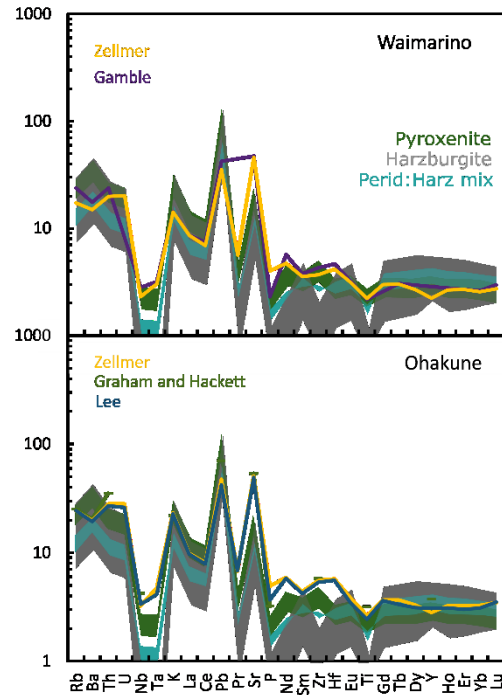 1000
Waimarino
Zellmer
Gamble
100
Pyroxenite
Harzburgite
Perid:Harz mix
10
1000
Zellmer
Ohakune
Graham and Hackett
Lee
100
10
1
Rb Ba Th U Nb Ta K La Ce Pb Pr Sr P Nd Sm Zr Hf Eu Ti Gd Tb Dy Y Ho Er Yb Lu